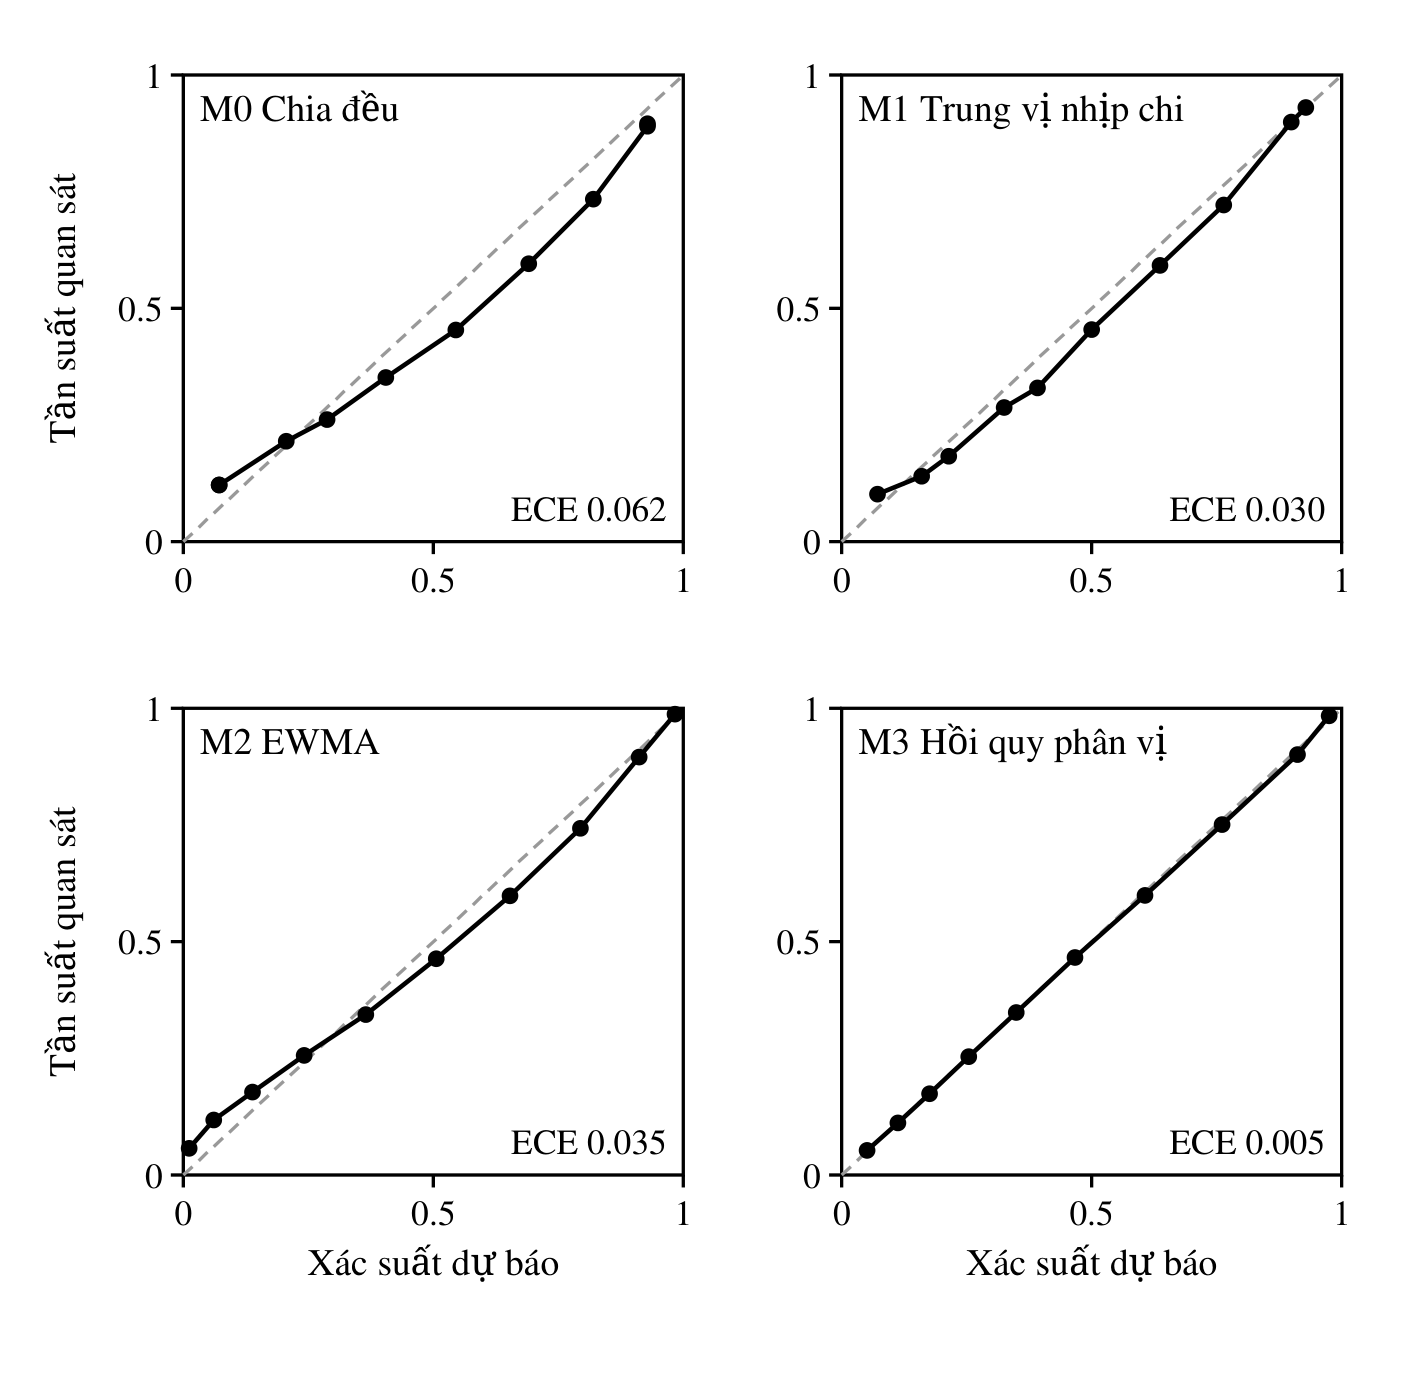 M0 Chia đều
Tần suất quan sát
1
0.5
0
ECE 0.062
0 0.5 1
M1 Trung vị nhịp chi
1
0.5
0
ECE 0.030
0 0.5 1
M2 EWMA
Tần suất quan sát
1
0.5
0
ECE 0.035
0 0.5 1
Xác suất dự báo
M3 Hồi quy phân vị
1
0.5
0
ECE 0.005
0 0.5 1
Xác suất dự báo